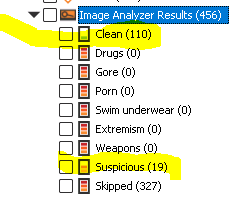 Image Analyzer Results (456)
Clean (110)
Drugs (0)
Gore (0)
Porn (0)
Swim underwear (0)
Extremism (0)
Weapons (0)
Suspicious (19)
Skipped (327)